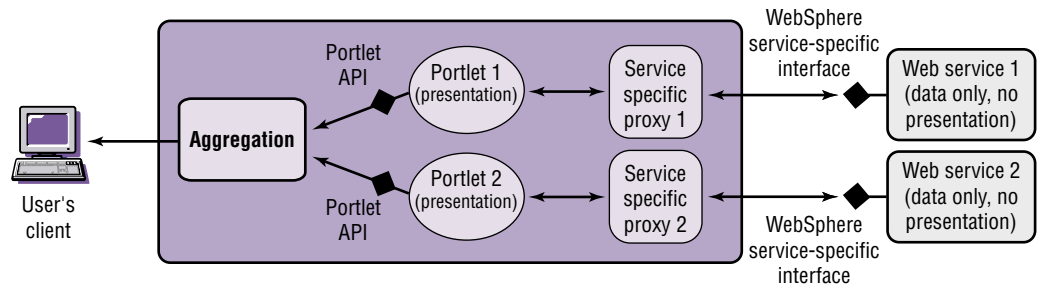 WebSphere
service-specific
interface
Portlet
API
Portlet 1
(presentation)
Service
specific
proxy 1
Web service 1
(data only, no
presentation)
Aggregation
User's
client
Portlet
API
Portlet 2
(presentation)
Service
specific
proxy 2
Web service 2
(data only, no
presentation)
WebSphere
service-specific
interface